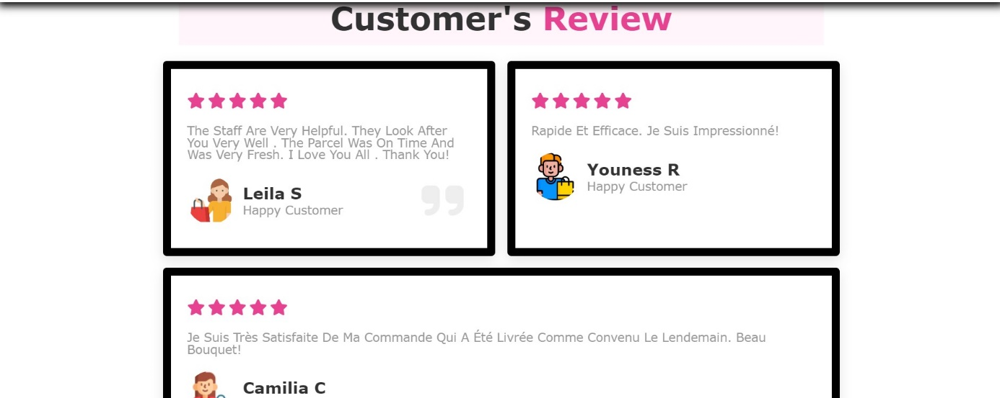 Customer's Review
The Staff Are Very Helpful. They Look After
You Very Well . The Parcel Was On Time And
Was Very Fresh. I Love You All . Thank You!
Leila S
Happy Customer
Rapide Et Efficace. Je Suis Impressionné!
Youness R
Happy Customer
Je Suis Très Satisfaite De Ma Commande Qui A Été Livrée Comme Convenu Le Lendemain. Beau
Bouquet!
Camilia C